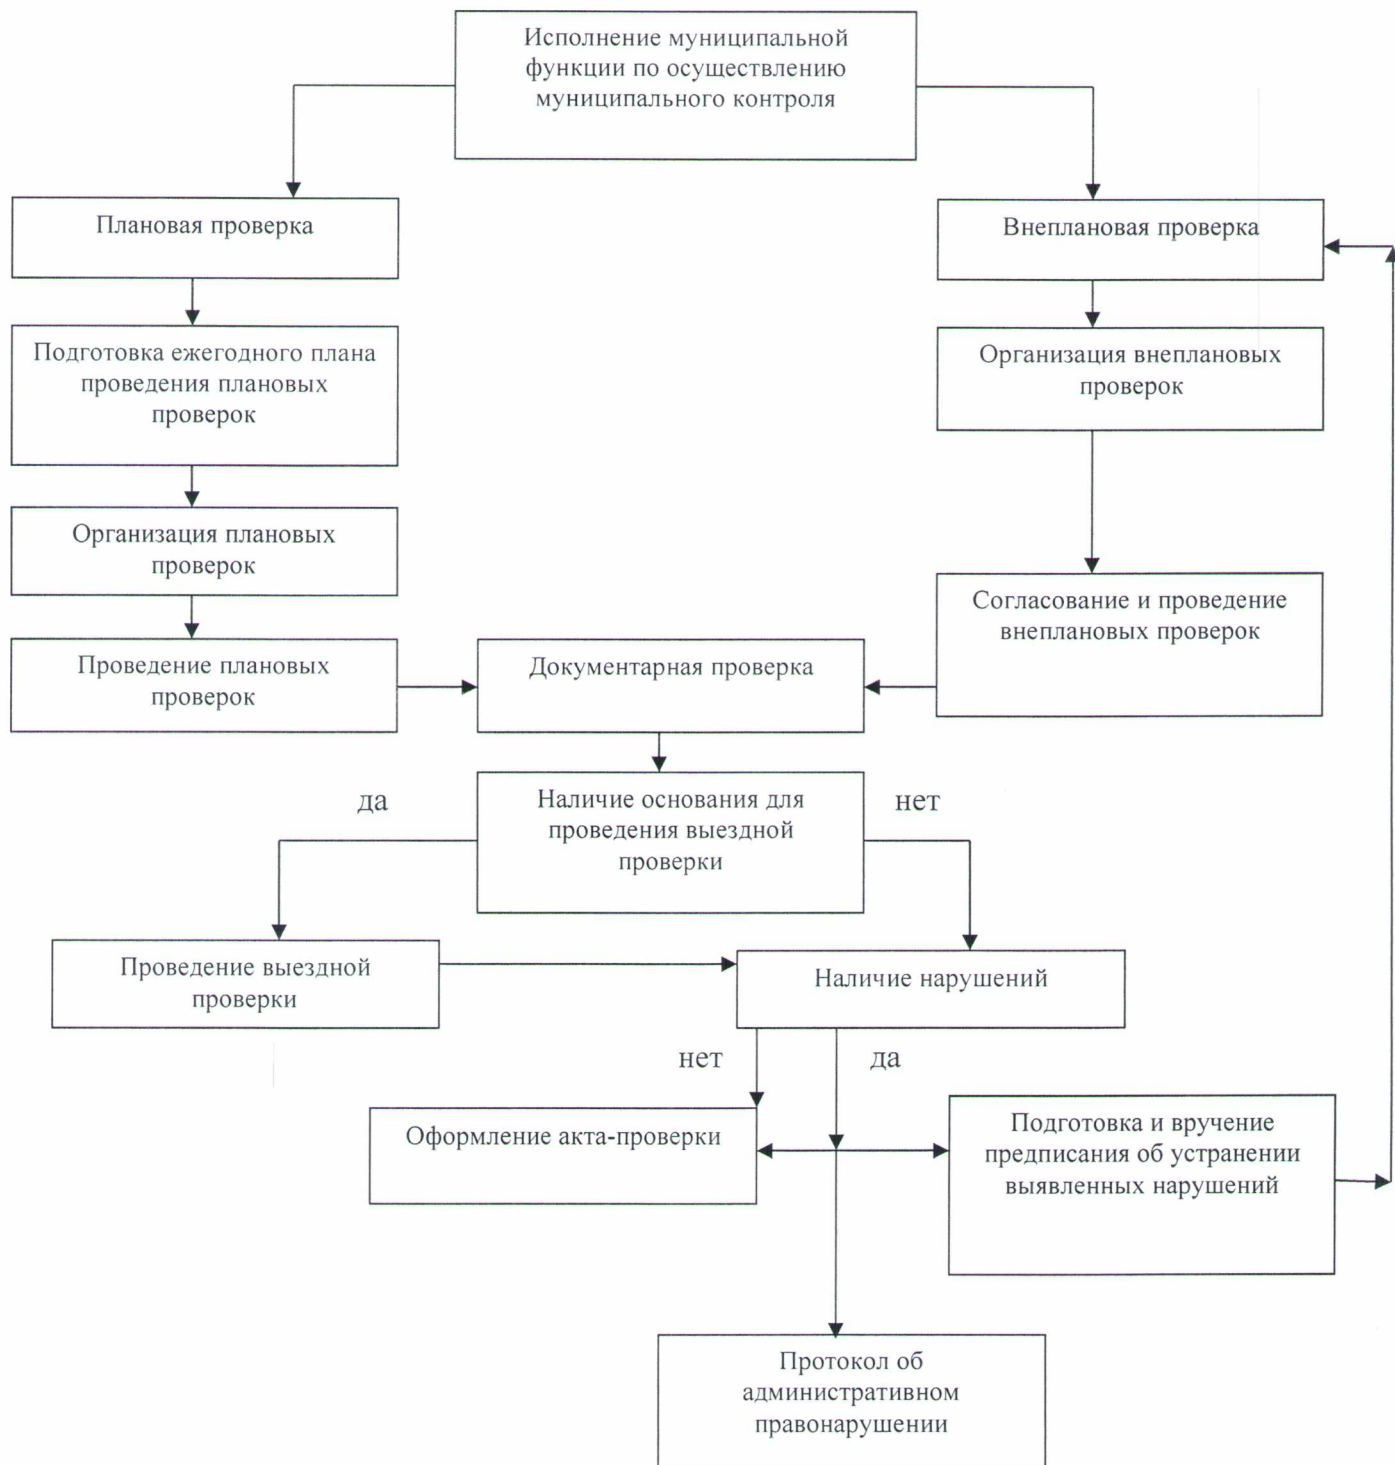 Исполнение муниципальной
функции по осуществлению
муниципального контроля
Плановая проверка
Внеплановая проверка
Подготовка ежегодного плана
проведения плановых
проверок
Организация внеплановых
проверок
Организация плановых
проверок
Согласование и проведение
внеплановых проверок
Проведение плановых
проверок
Документарная проверка
да
Наличие основания для
проведения выездной
проверки
нет
Проведение выездной
проверки
Наличие нарушений
нет
да
Оформление акта-проверки
Подготовка и вручение
предписания об устранении
выявленных нарушений
Протокол об
административном
правонарушении